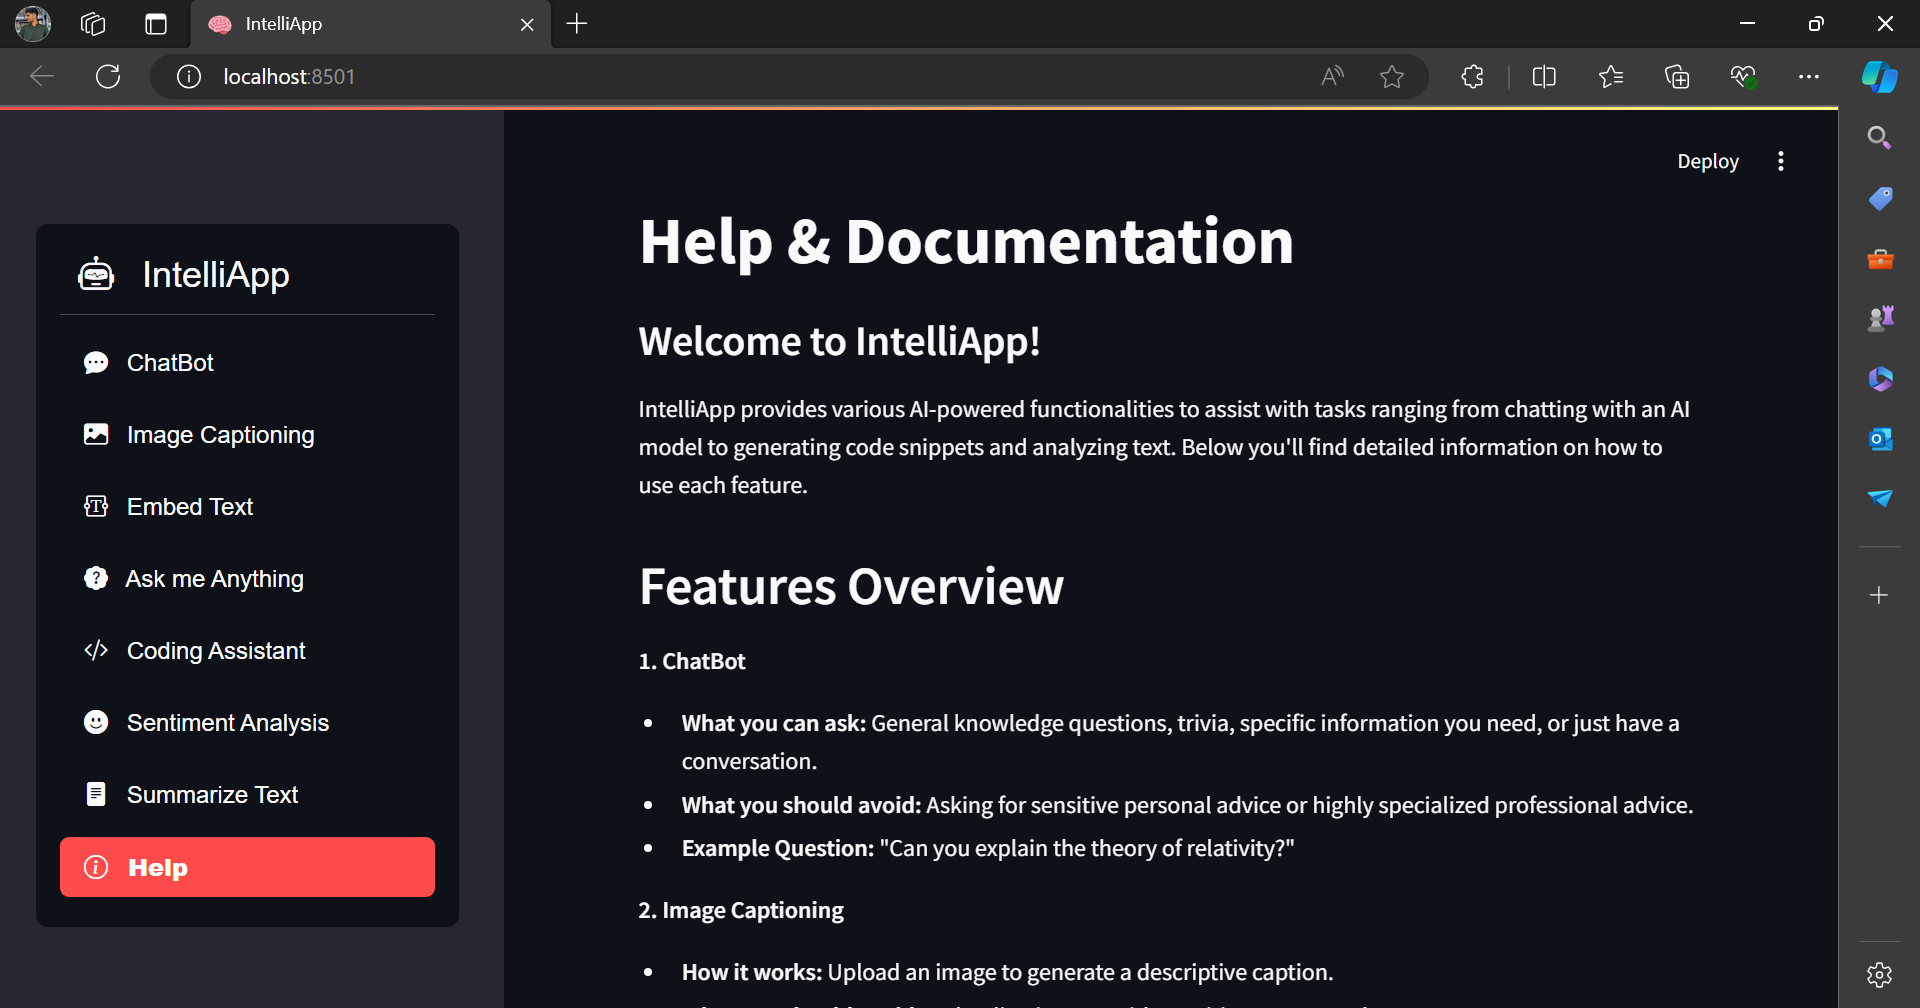 IntelliApp
localhost:8501
Deploy
IntelliApp
ChatBot
Image Captioning
Embed Text
Ask me Anything
Coding Assistant
Sentiment Analysis
Summarize Text
Help
Help & Documentation
Welcome to IntelliApp!
IntelliApp provides various AI-powered functionalities to assist with tasks ranging from chatting with an AI
model to generating code snippets and analyzing text. Below you'll find detailed information on how to
use each feature.
Features Overview
1. ChatBot
• What you can ask: General knowledge questions, trivia, specific information you need, or just have a
conversation.
• What you should avoid: Asking for sensitive personal advice or highly specialized professional advice.
• Example Question: "Can you explain the theory of relativity?"
2. Image Captioning
• How it works: Upload an image to generate a descriptive caption.